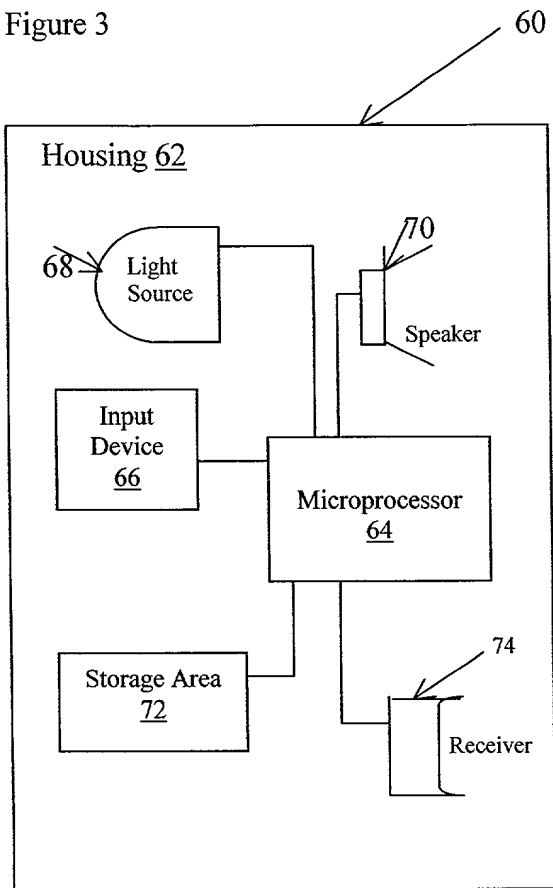 Figure 3
60
Housing 62
68
Light
Source
70
Speaker
Input
Device
66
Microprocessor
64
Storage Area
72
74
Receiver